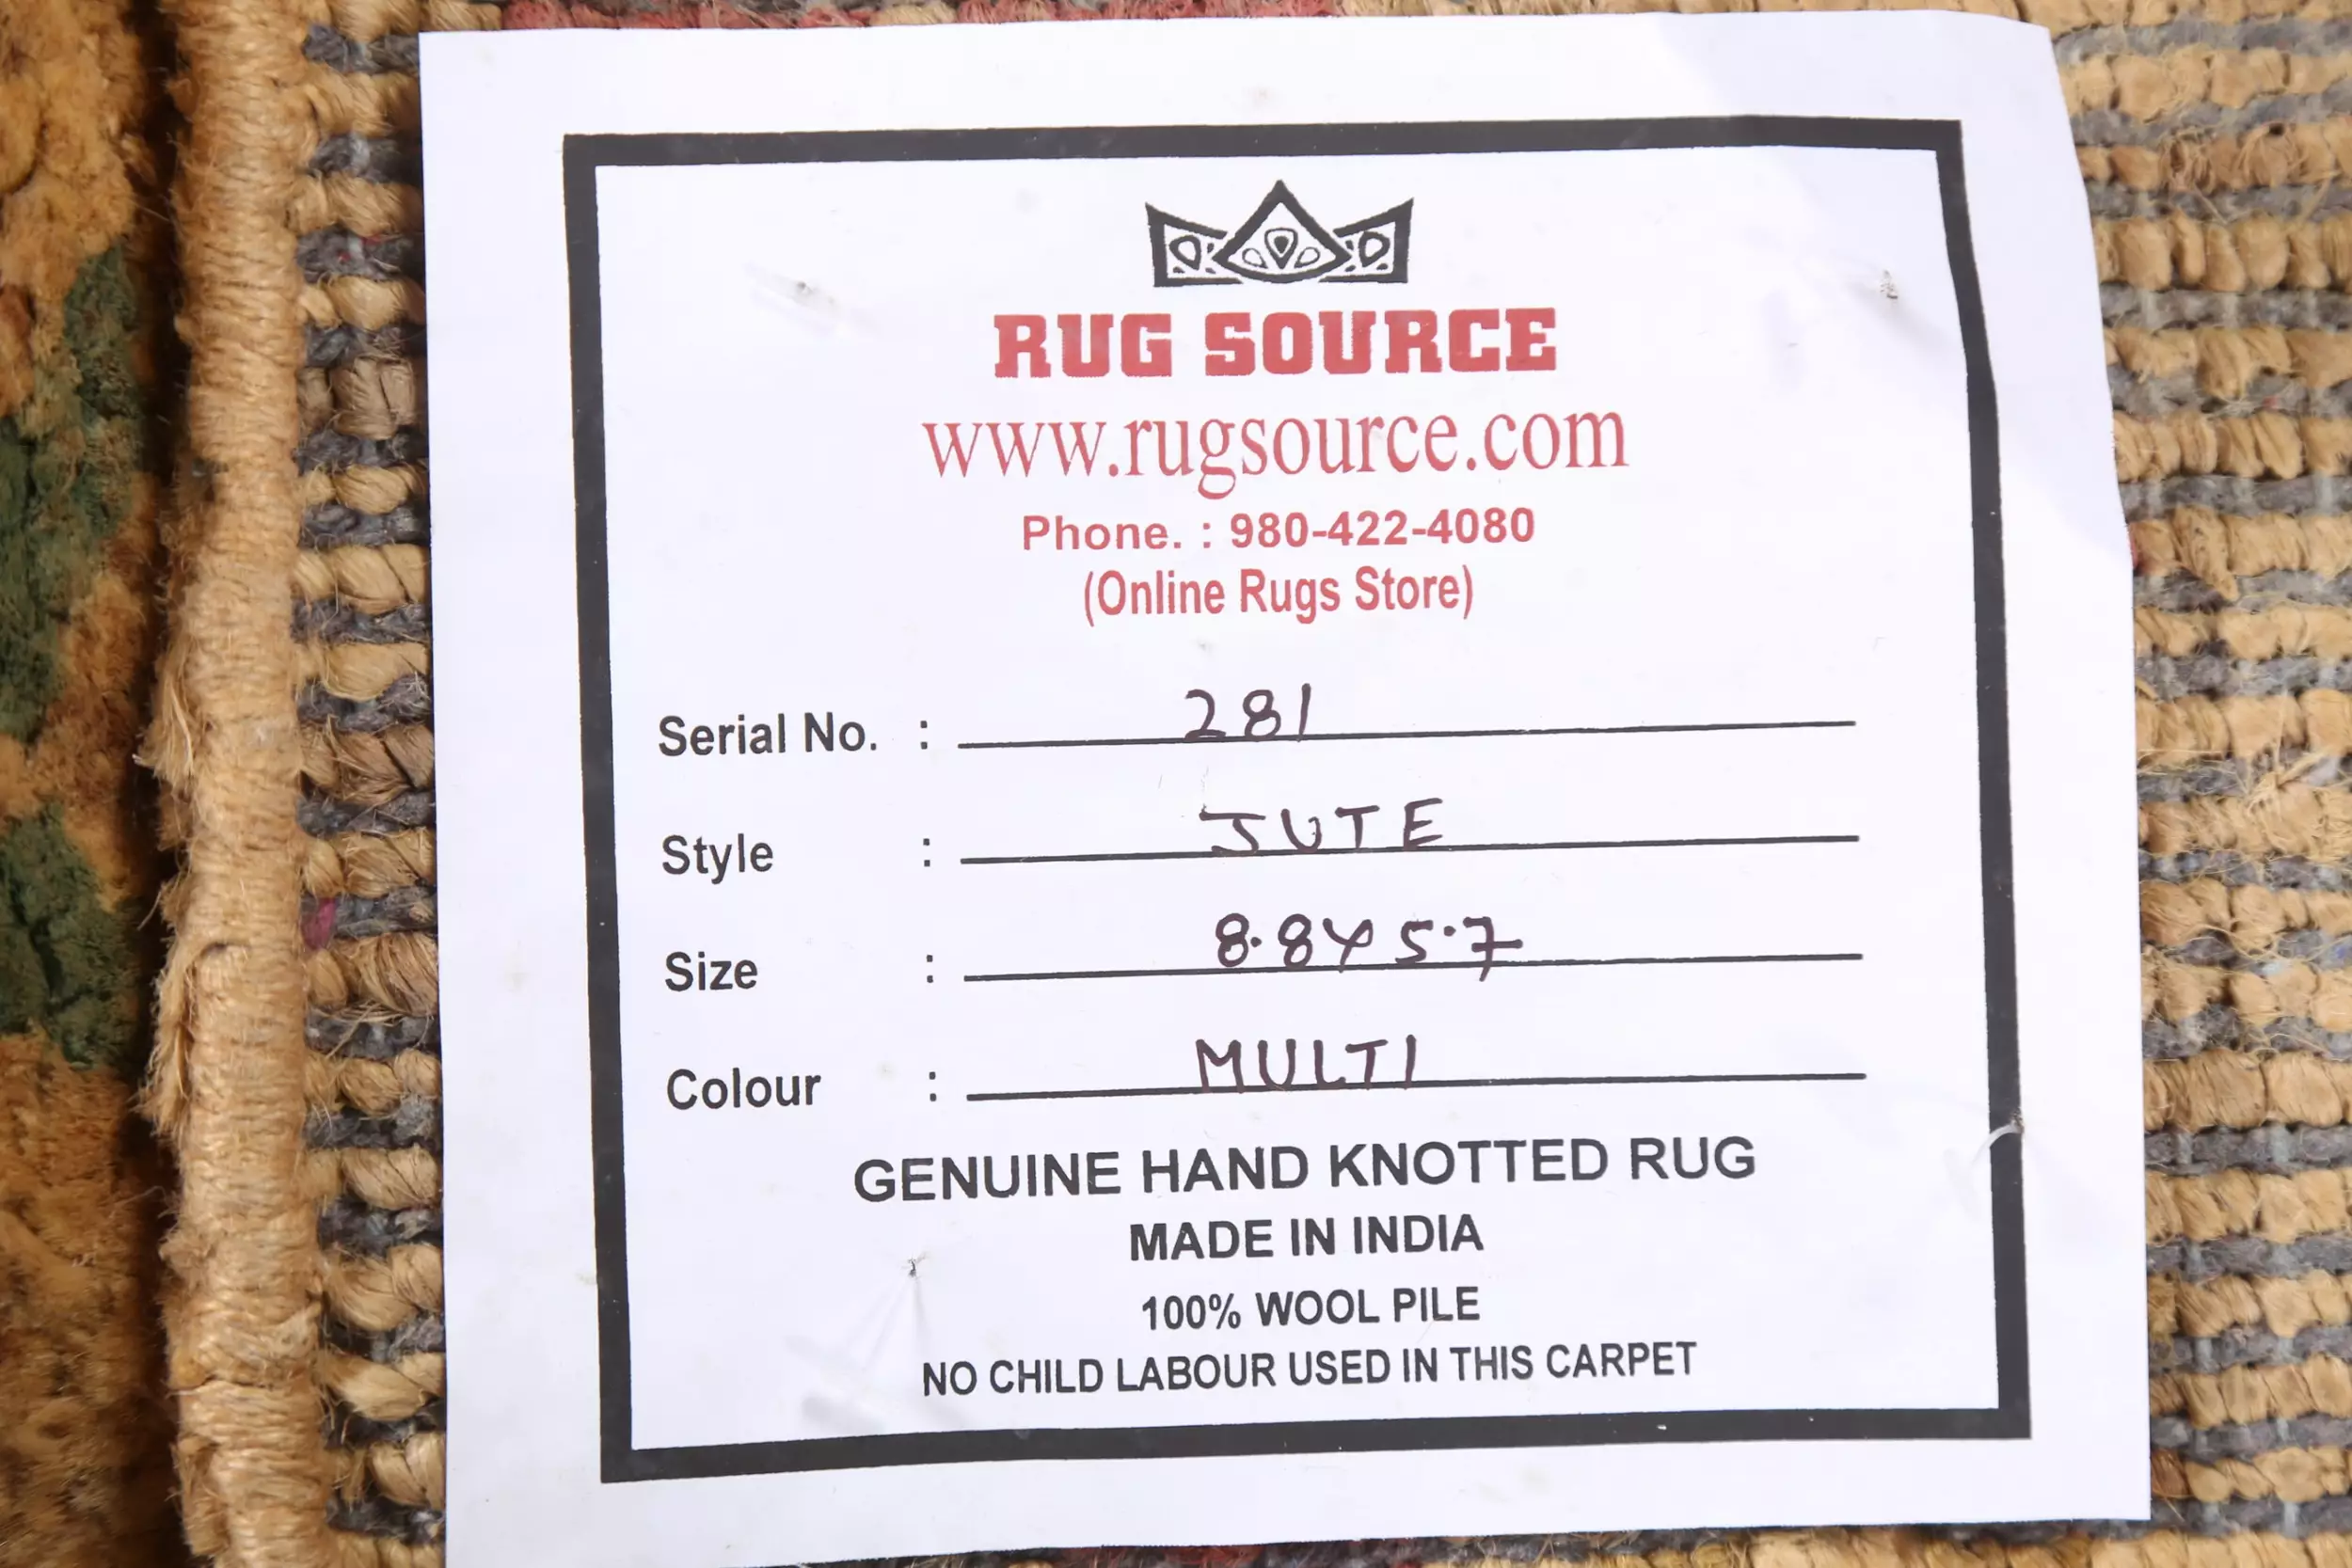 RUG SOURCE
www.rugsource.com
Phone. : 980-422-4080
(Online Rugs Store)
Serial No. : 281
Style : JUTE
Size : 8.8X5.7
Colour : MULTI
GENUINE HAND KNOTTED RUG
MADE IN INDIA
100% WOOL PILE
NO CHILD LABOUR USED IN THIS CARPET